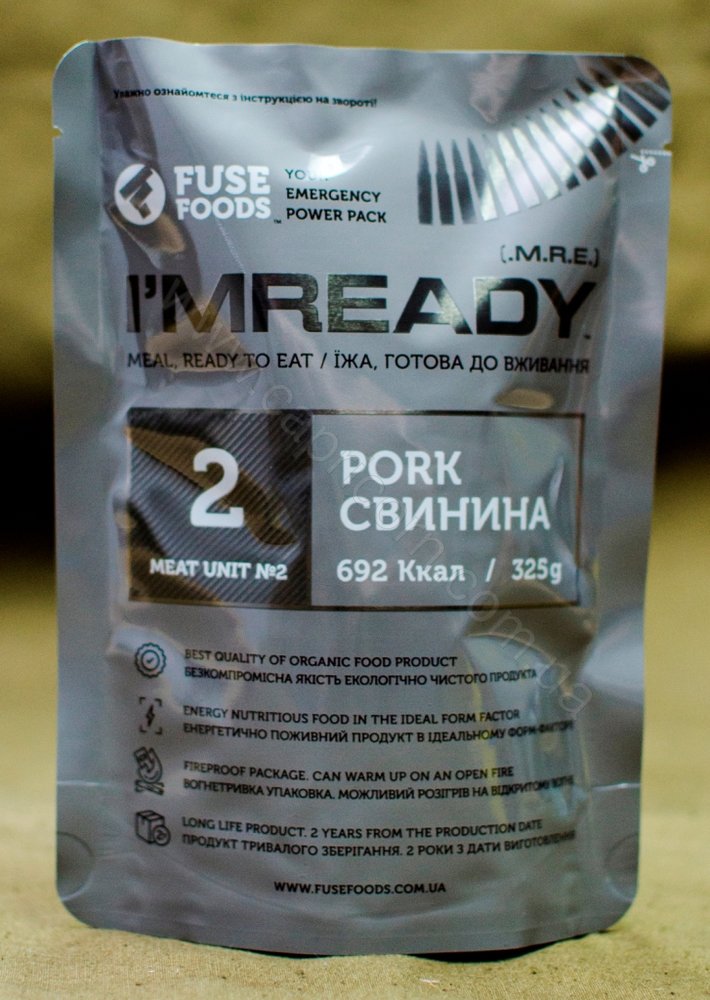 Уважно ознайомтеся з інструкцією на звороті!
FUSE
FOODS™
YOUR
EMERGENCY
POWER PACK
(.M.R.E.)
I'MREADY™
MEAL, READY TO EAT / ЇЖА, ГОТОВА ДО ВЖИВАННЯ
2
MEAT UNIT №2
PORK
СВИНИНА
692 Ккал / 325g
BEST QUALITY OF ORGANIC FOOD PRODUCT
БЕЗКОМПРОМІСНА ЯКІСТЬ ЕКОЛОГІЧНО ЧИСТОГО ПРОДУКТА
ENERGY NUTRITIOUS FOOD IN THE IDEAL FORM FACTOR
ЕНЕРГЕТИЧНО ПОЖИВНИЙ ПРОДУКТ В ІДЕАЛЬНОМУ ФОРМ-ФАКТОРІ
FIREPROOF PACKAGE. CAN WARM UP ON AN OPEN FIRE
ВОГНЕТРИВКА УПАКОВКА. МОЖЛИВИЙ РОЗІГРІВ НА ВІДКРИТОМУ ВОГНІ
LONG LIFE PRODUCT. 2 YEARS FROM THE PRODUCTION DATE
ПРОДУКТ ТРИВАЛОГО ЗБЕРІГАННЯ. 2 РОКИ З ДАТИ ВИГОТОВЛЕННЯ
WWW.FUSEFOODS.COM.UA